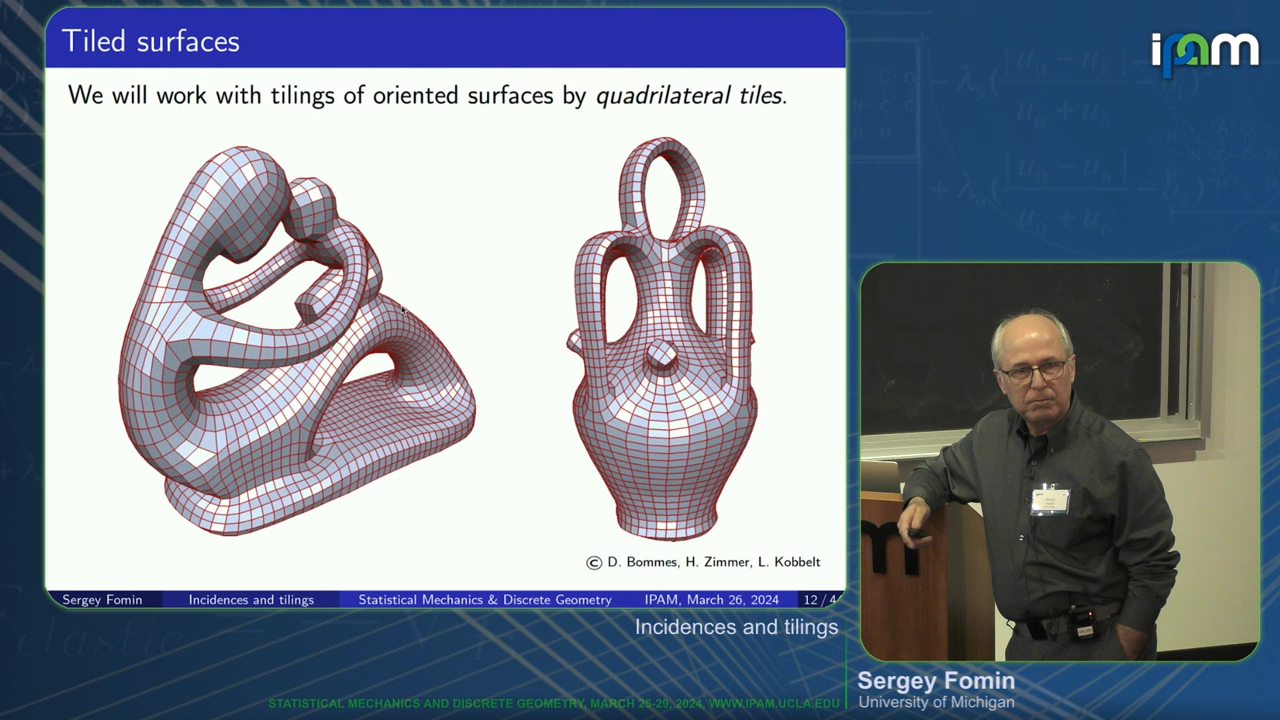 Tiled surfaces
We will work with tilings of oriented surfaces by quadrilateral tiles.
© D. Bommes, H. Zimmer, L. Kobbelt
Sergey Fomin Incidences and tilings Statistical Mechanics & Discrete Geometry IPAM, March 26, 2024 12 / 4
ipam
Incidences and tilings
Sergey Fomin
University of Michigan
STATISTICAL MECHANICS AND DISCRETE GEOMETRY, MARCH 25-29, 2024, WWW.IPAM.UCLA.EDU